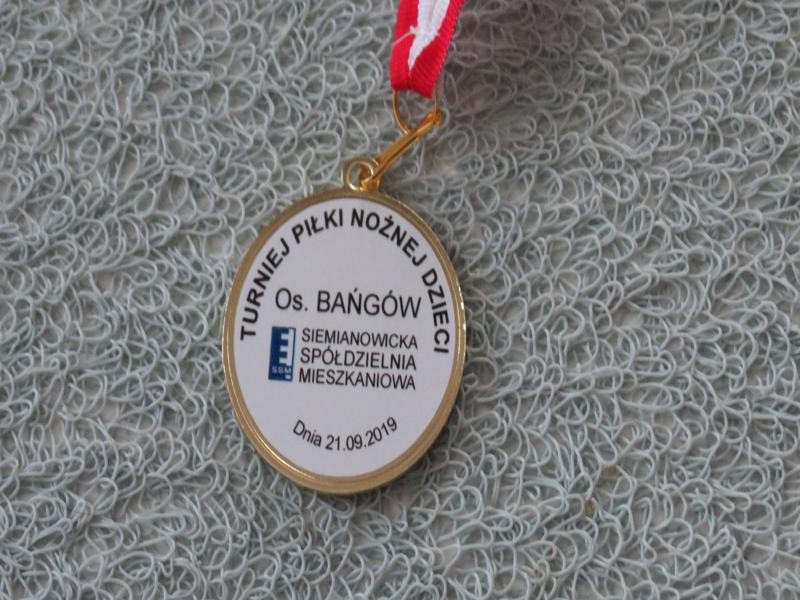 TURNIEJ PIŁKI NOŻNEJ DZIECI
Os. BAŃGÓW
SSM
SIEMIANOWICKA
SPÓŁDZIELNIA
MIESZKANIOWA
Dnia 21.09.2019